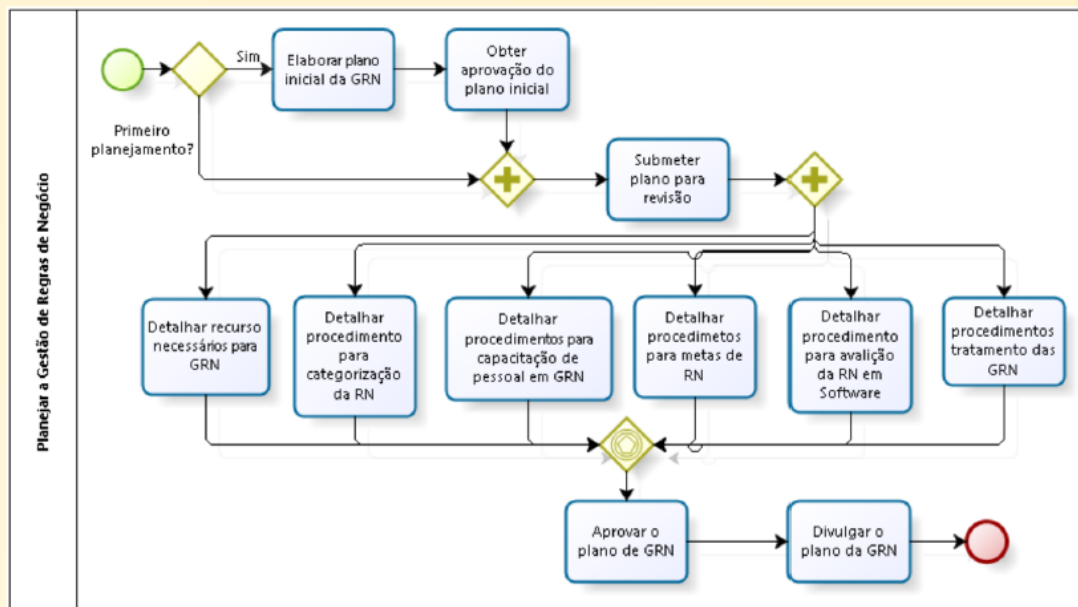 Planejar a Gestão de Regras de Negócio
Sim
Elaborar plano
inicial da GRN
Obter
aprovação do
plano inicial
Primeiro
planejamento?
Submeter
plano para
revisão
Detalhar recurso
necessários para
GRN
Detalhar
procedimento
para
categorização
da RN
Detalhar
procedimentos para
capacitação de
pessoal em GRN
Detalhar
procedimetos
para metas de
RN
Detalhar
procedimento
para avalição
da RN em
Software
Detalhar
procedimentos
tratamento das
GRN
Aprovar o
plano de GRN
Divulgar o
plano da GRN